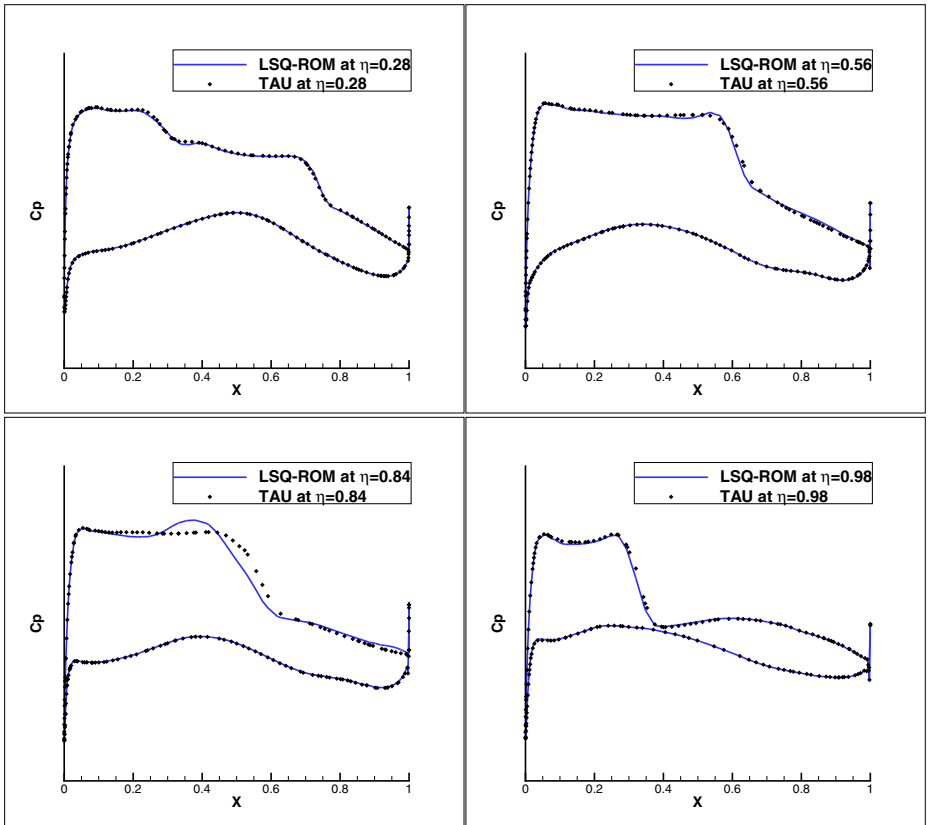 LSQ-ROM at η=0.28
TAU at η=0.28
Cp
0 0.2 0.4 0.6 0.8 1
X
LSQ-ROM at η=0.56
TAU at η=0.56
Cp
0 0.2 0.4 0.6 0.8 1
X
LSQ-ROM at η=0.84
TAU at η=0.84
Cp
0 0.2 0.4 0.6 0.8 1
X
LSQ-ROM at η=0.98
TAU at η=0.98
Cp
0 0.2 0.4 0.6 0.8 1
X